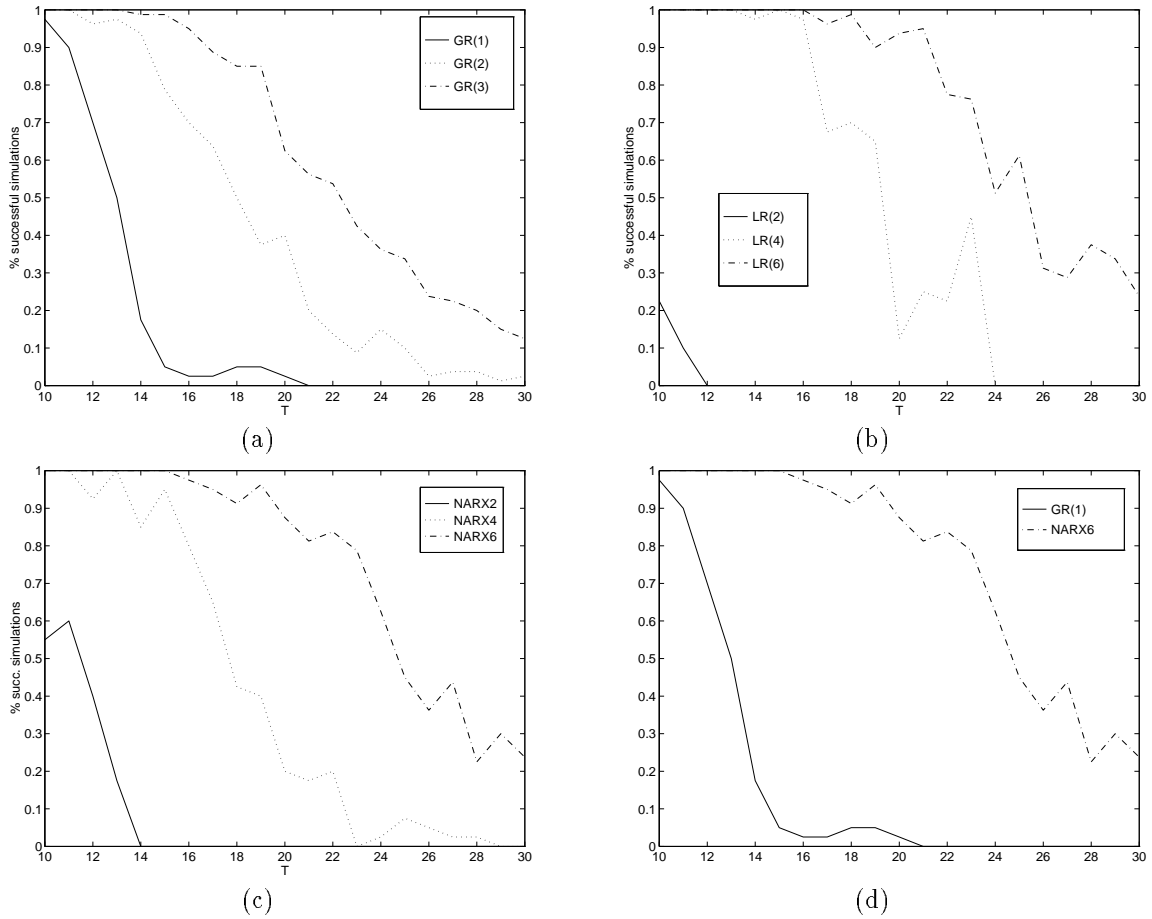 1
0.9
0.8
0.7
0.6
0.5
0.4
0.3
0.2
0.1
0
% successful simulations
10 12 14 16 18 20 22 24 26 28 30
T
GR(1)
GR(2)
GR(3)
(a)
1
0.9
0.8
0.7
0.6
0.5
0.4
0.3
0.2
0.1
0
% successful simulations
10 12 14 16 18 20 22 24 26 28 30
T
LR(2)
LR(4)
LR(6)
(b)
1
0.9
0.8
0.7
0.6
0.5
0.4
0.3
0.2
0.1
0
% succ. simulations
10 12 14 16 18 20 22 24 26 28 30
T
NARX2
NARX4
NARX6
(c)
1
0.9
0.8
0.7
0.6
0.5
0.4
0.3
0.2
0.1
0
10 12 14 16 18 20 22 24 26 28 30
GR(1)
NARX6
(d)